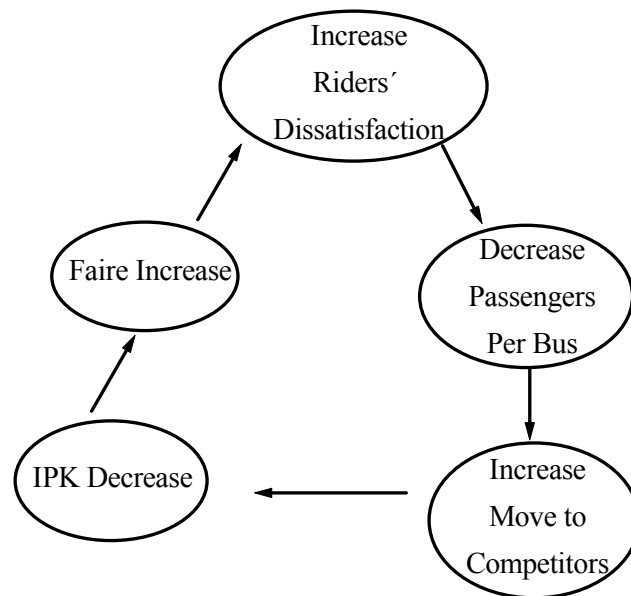 Increase
Riders´
Dissatisfaction
Decrease
Passengers
Per Bus
Increase
Move to
Competitors
IPK Decrease
Faire Increase